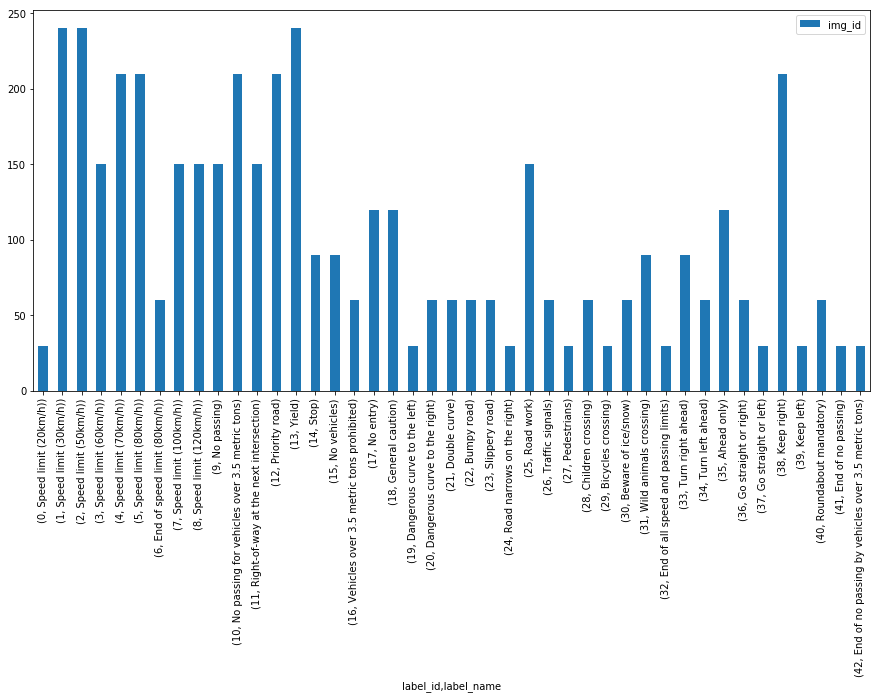 250
200
150
100
50
0
img_id
(0, Speed limit (20km/h))
(1, Speed limit (30km/h))
(2, Speed limit (50km/h))
(3, Speed limit (60km/h))
(4, Speed limit (70km/h))
(5, Speed limit (80km/h))
(6, End of speed limit (80km/h))
(7, Speed limit (100km/h))
(8, Speed limit (120km/h))
(9, No passing)
(10, No passing for vehicles over 3.5 metric tons)
(11, Right-of-way at the next intersection)
(12, Priority road)
(13, Yield)
(14, Stop)
(15, No vehicles)
(16, Vehicles over 3.5 metric tons prohibited)
(17, No entry)
(18, General caution)
(19, Dangerous curve to the left)
(20, Dangerous curve to the right)
(21, Double curve)
(22, Bumpy road)
(23, Slippery road)
(24, Road narrows on the right)
(25, Road work)
(26, Traffic signals)
(27, Pedestrians)
(28, Children crossing)
(29, Bicycles crossing)
(30, Beware of ice/snow)
(31, Wild animals crossing)
(32, End of all speed and passing limits)
(33, Turn right ahead)
(34, Turn left ahead)
(35, Ahead only)
(36, Go straight or right)
(37, Go straight or left)
(38, Keep right)
(39, Keep left)
(40, Roundabout mandatory)
(41, End of no passing)
(42, End of no passing by vehicles over 3.5 metric tons)
label_id,label_name